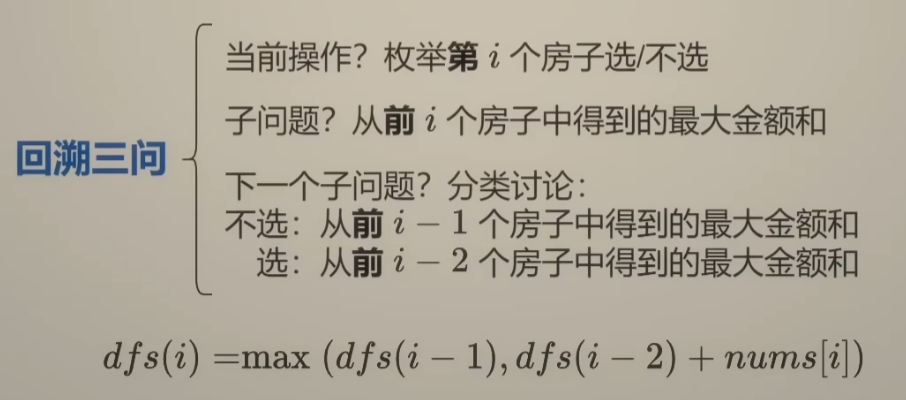 回溯三问
当前操作？枚举第 i 个房子选/不选
子问题？从前 i 个房子中得到的最大金额和
下一个子问题？分类讨论：
不选：从前 i − 1 个房子中得到的最大金额和
选：从前 i − 2 个房子中得到的最大金额和
dfs(i) =max (dfs(i − 1), dfs(i − 2) + nums[i])